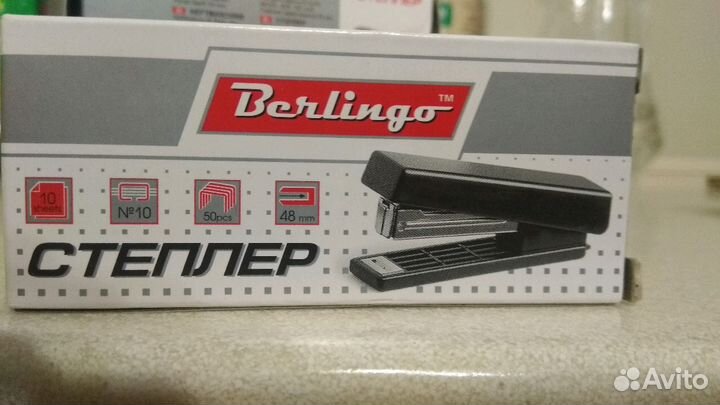 Berlingo™
10 sheets
№10
50pcs
48 mm
СТЕПЛЕР
Avito